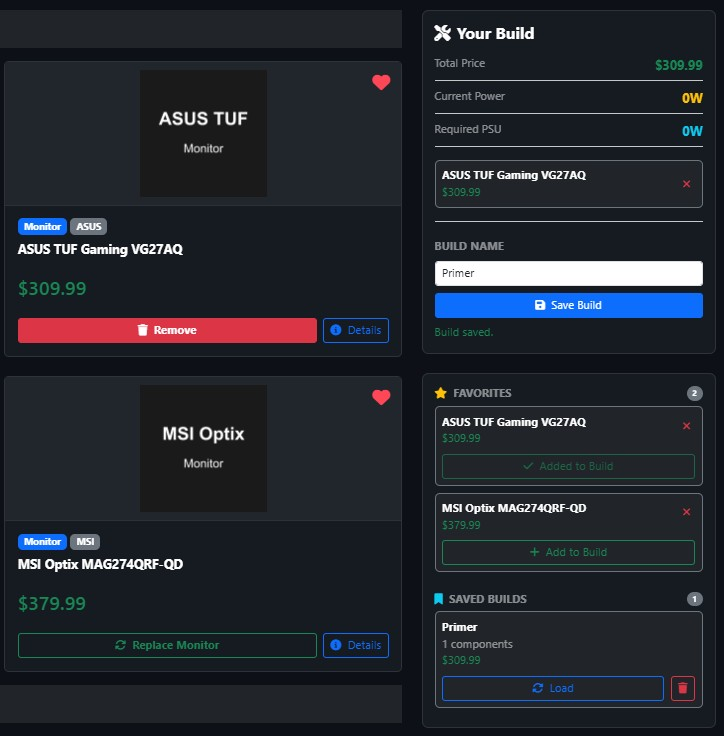 ASUS TUF
Monitor
Monitor ASUS
ASUS TUF Gaming VG27AQ
$309.99
Remove Details
MSI Optix
Monitor
Monitor MSI
MSI Optix MAG274QRF-QD
$379.99
Replace Monitor Details
Your Build
Total Price $309.99
Current Power 0W
Required PSU 0W
ASUS TUF Gaming VG27AQ
$309.99
BUILD NAME
Primer
Save Build
Build saved.
FAVORITES 2
ASUS TUF Gaming VG27AQ
$309.99
Added to Build
MSI Optix MAG274QRF-QD
$379.99
Add to Build
SAVED BUILDS 1
Primer
1 components
$309.99
Load